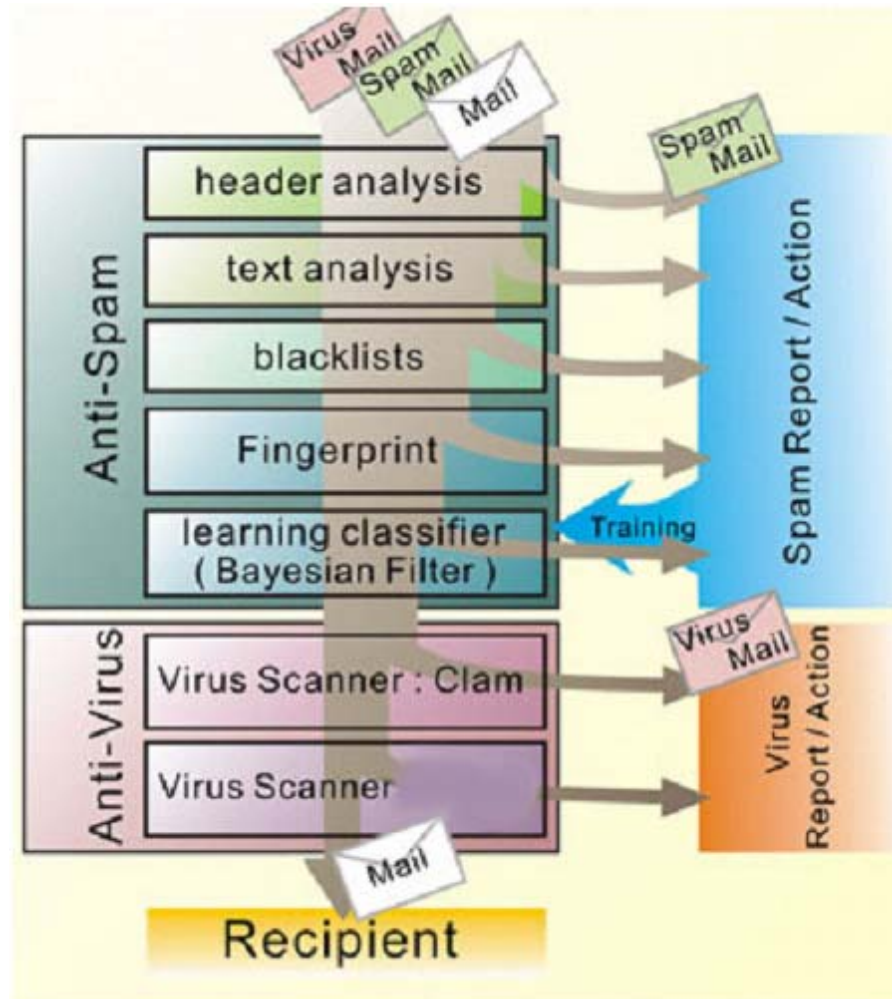 Virus
Mail
Spam
Mail
Mail
Spam
Mail
Anti-Spam
header analysis
text analysis
blacklists
Fingerprint
learning classifier
( Bayesian Filter )
Training
Spam Report / Action
Anti-Virus
Virus Scanner : Clam
Virus Scanner
Virus
Mail
Virus
Report / Action
Mail
Recipient